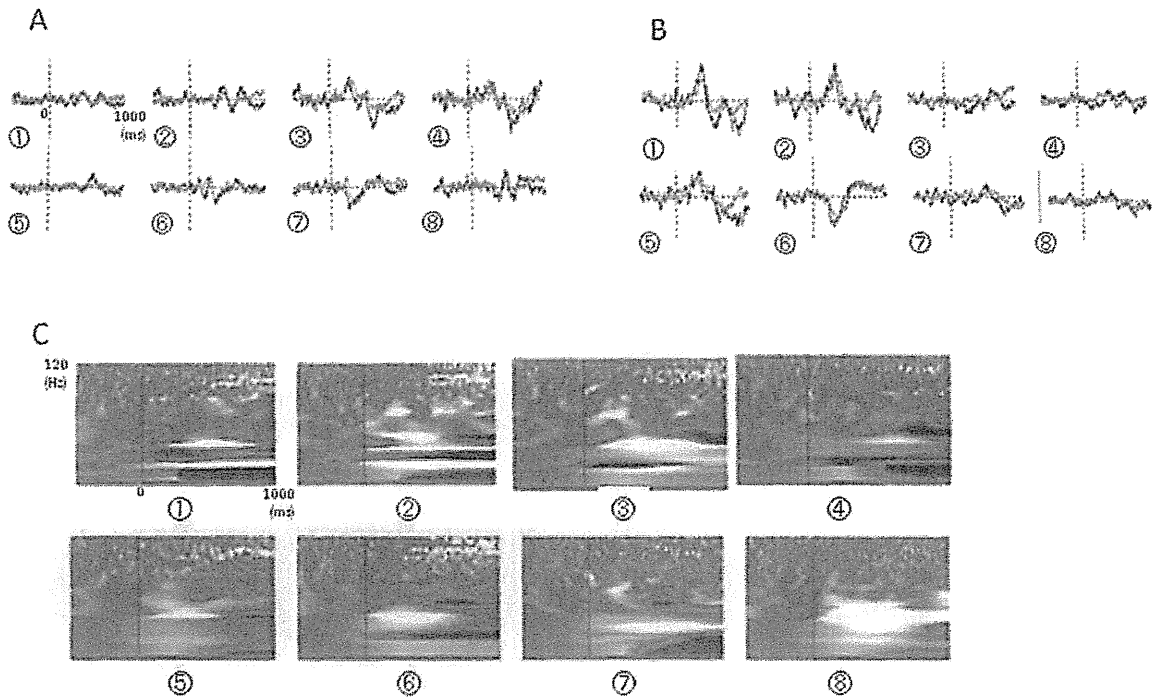 A
B
① 0 1000 (ms) ② ③ ④
① ② ③ ④
⑤ ⑥ ⑦ ⑧
⑤ ⑥ ⑦ ⑧
C
120
(Hz)
0 1000
(ms)
① ② ③ ④
⑤ ⑥ ⑦ ⑧